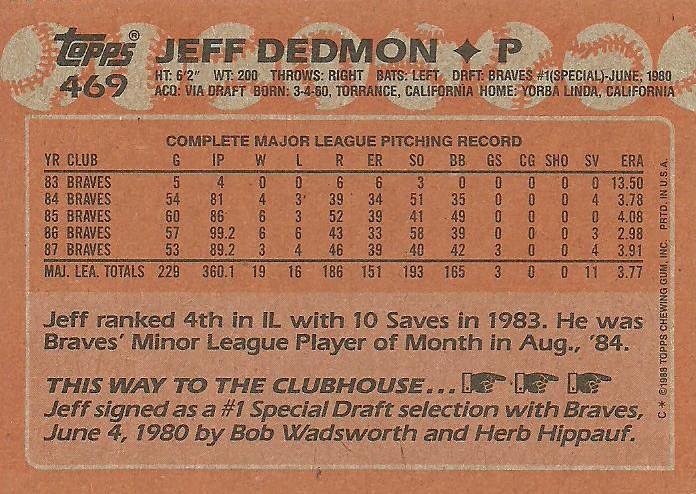 topps® JEFF DEDMON ✦ P
469 HT: 6'2" WT: 200 THROWS: RIGHT BATS: LEFT DRFT: BRAVES #1(SPECIAL)-JUNE, 1980
ACQ: VIA DRAFT BORN: 3-4-60, TORRANCE, CALIFORNIA HOME: YORBA LINDA, CALIFORNIA
COMPLETE MAJOR LEAGUE PITCHING RECORD
YR CLUB G IP W L R ER SO BB GS CG SHO SV ERA
83 BRAVES 5 4 0 0 6 6 3 0 0 0 0 0 13.50
84 BRAVES 54 81 4 3 39 34 51 35 0 0 0 4 3.78
85 BRAVES 60 86 6 3 52 39 41 49 0 0 0 0 4.08
86 BRAVES 57 99.2 6 6 43 33 58 39 0 0 0 3 2.98
87 BRAVES 53 89.2 3 4 46 39 40 42 3 0 0 4 3.91
MAJ. LEA. TOTALS 229 360.1 19 16 186 151 193 165 3 0 0 11 3.77
Jeff ranked 4th in IL with 10 Saves in 1983. He was
Braves' Minor League Player of Month in Aug., '84.
THIS WAY TO THE CLUBHOUSE...
Jeff signed as a #1 Special Draft selection with Braves,
June 4, 1980 by Bob Wadsworth and Herb Hippauf.
C * ©1988 TOPPS CHEWING GUM, INC. PRTD. IN U.S.A.